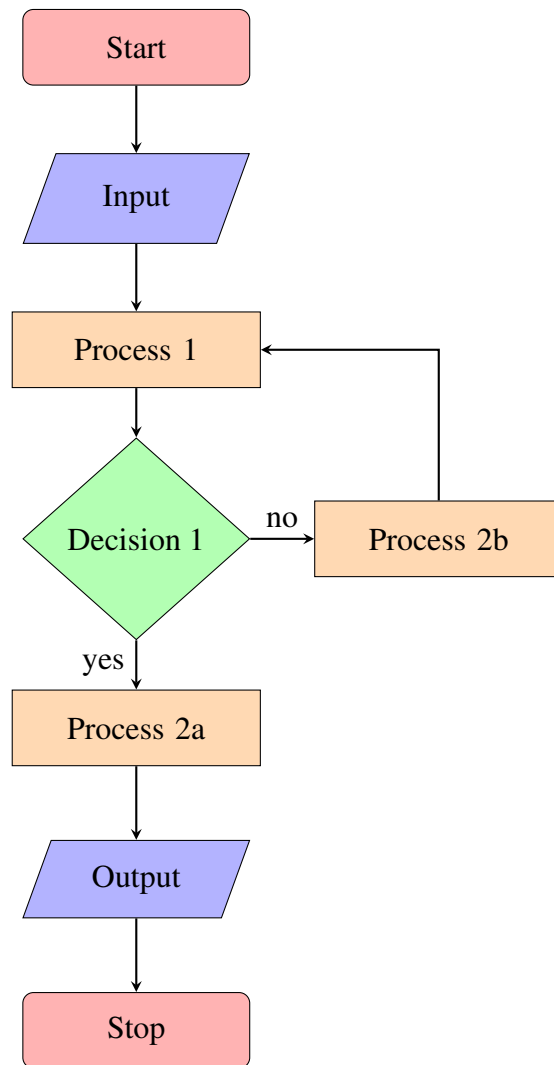 Start
Input
Process 1
Decision 1
no
Process 2b
yes
Process 2a
Output
Stop